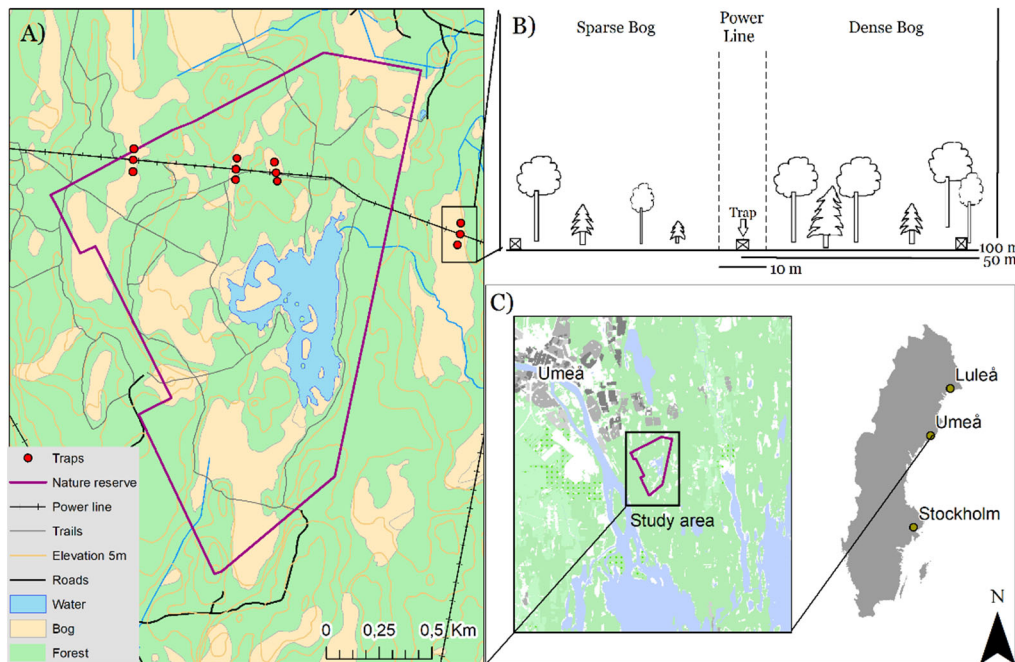 A)
Traps
Nature reserve
Power line
Trails
Elevation 5m
Roads
Water
Bog
Forest
0 0,25 0,5 Km
B)
Sparse Bog
Power
Line
Dense Bog
Trap
100 m
50 m
10 m
C)
Umeå
Study area
Luleå
Umeå
Stockholm
N